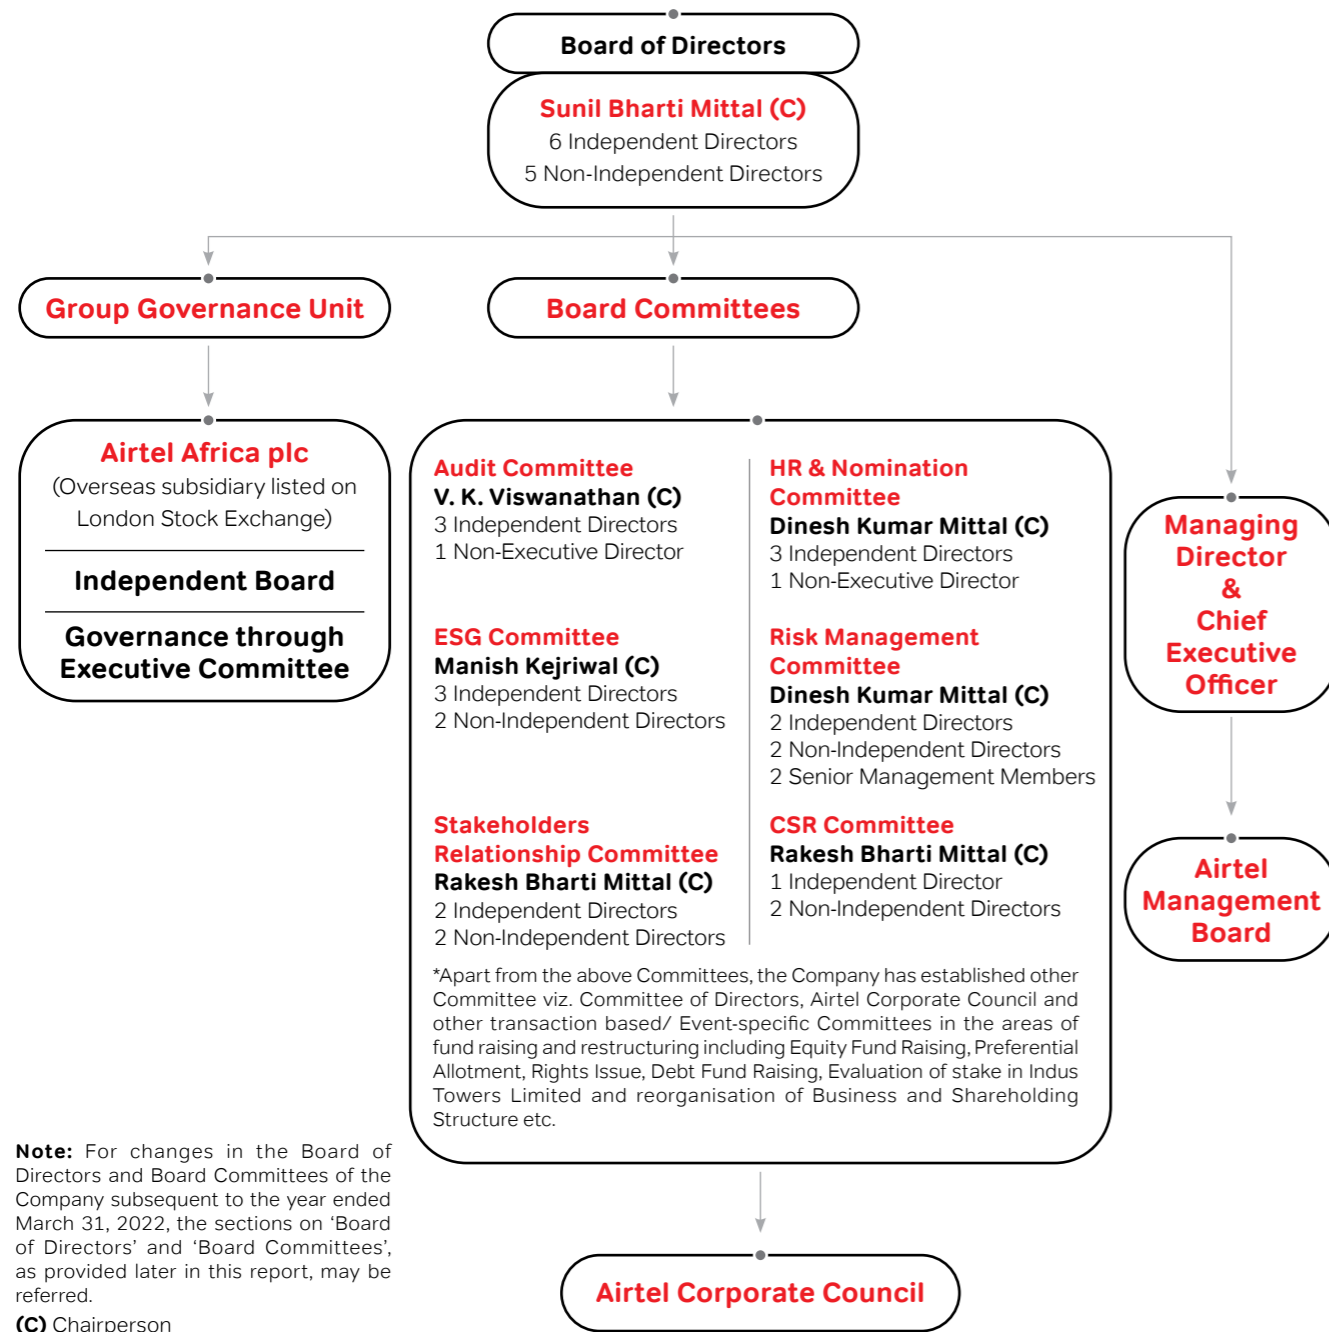 Board of Directors
Sunil Bharti Mittal (C)
6 Independent Directors
5 Non-Independent Directors
Group Governance Unit
Board Committees
Airtel Africa plc
(Overseas subsidiary listed on
London Stock Exchange)
Independent Board
Governance through
Executive Committee
Audit Committee
V. K. Viswanathan (C)
3 Independent Directors
1 Non-Executive Director
HR & Nomination
Committee
Dinesh Kumar Mittal (C)
3 Independent Directors
1 Non-Executive Director
ESG Committee
Manish Kejriwal (C)
3 Independent Directors
2 Non-Independent Directors
Risk Management
Committee
Dinesh Kumar Mittal (C)
2 Independent Directors
2 Non-Independent Directors
2 Senior Management Members
Stakeholders
Relationship Committee
Rakesh Bharti Mittal (C)
2 Independent Directors
2 Non-Independent Directors
CSR Committee
Rakesh Bharti Mittal (C)
1 Independent Director
2 Non-Independent Directors
*Apart from the above Committees, the Company has established other
Committee viz. Committee of Directors, Airtel Corporate Council and
other transaction based/ Event-specific Committees in the areas of
fund raising and restructuring including Equity Fund Raising, Preferential
Allotment, Rights Issue, Debt Fund Raising, Evaluation of stake in Indus
Towers Limited and reorganisation of Business and Shareholding
Structure etc.
Managing
Director
&
Chief
Executive
Officer
Airtel
Management
Board
Airtel Corporate Council
Note: For changes in the Board of
Directors and Board Committees of the
Company subsequent to the year ended
March 31, 2022, the sections on ‘Board
of Directors’ and ‘Board Committees’,
as provided later in this report, may be
referred.
(C) Chairperson